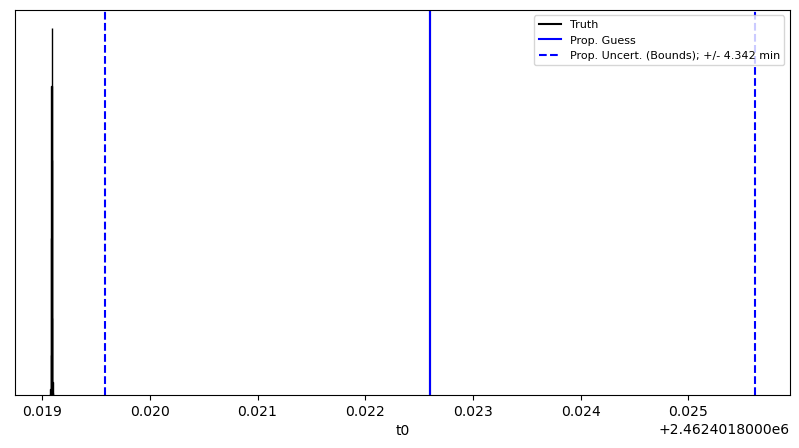 Truth
Prop. Guess
Prop. Uncert. (Bounds); +/- 4.342 min
0.019 0.020 0.021 0.022 0.023 0.024 0.025
t0
+2.4624018000e6